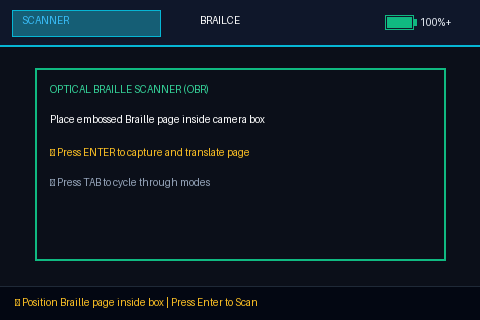 SCANNER
BRAILCE
100%+
OPTICAL BRAILLE SCANNER (OBR)
Place embossed Braille page inside camera box
Press ENTER to capture and translate page
Press TAB to cycle through modes
Position Braille page inside box | Press Enter to Scan